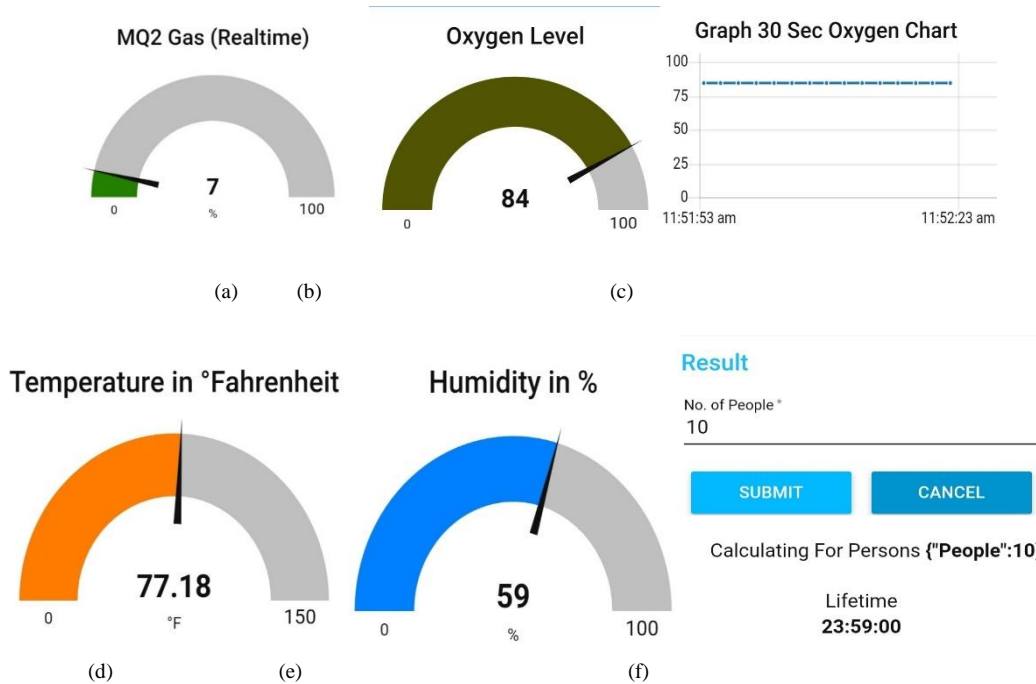 MQ2 Gas (Realtime)
7
%
0
100
Oxygen Level
84
0
100
Graph 30 Sec Oxygen Chart
100
75
50
25
0
11:51:53 am
11:52:23 am
(a) (b) (c)
Temperature in °Fahrenheit
77.18
0
°F
150
Humidity in %
59
0
%
100
Result
No. of People *
10
SUBMIT
CANCEL
Calculating For Persons {"People":10
Lifetime
23:59:00
(d) (e) (f)